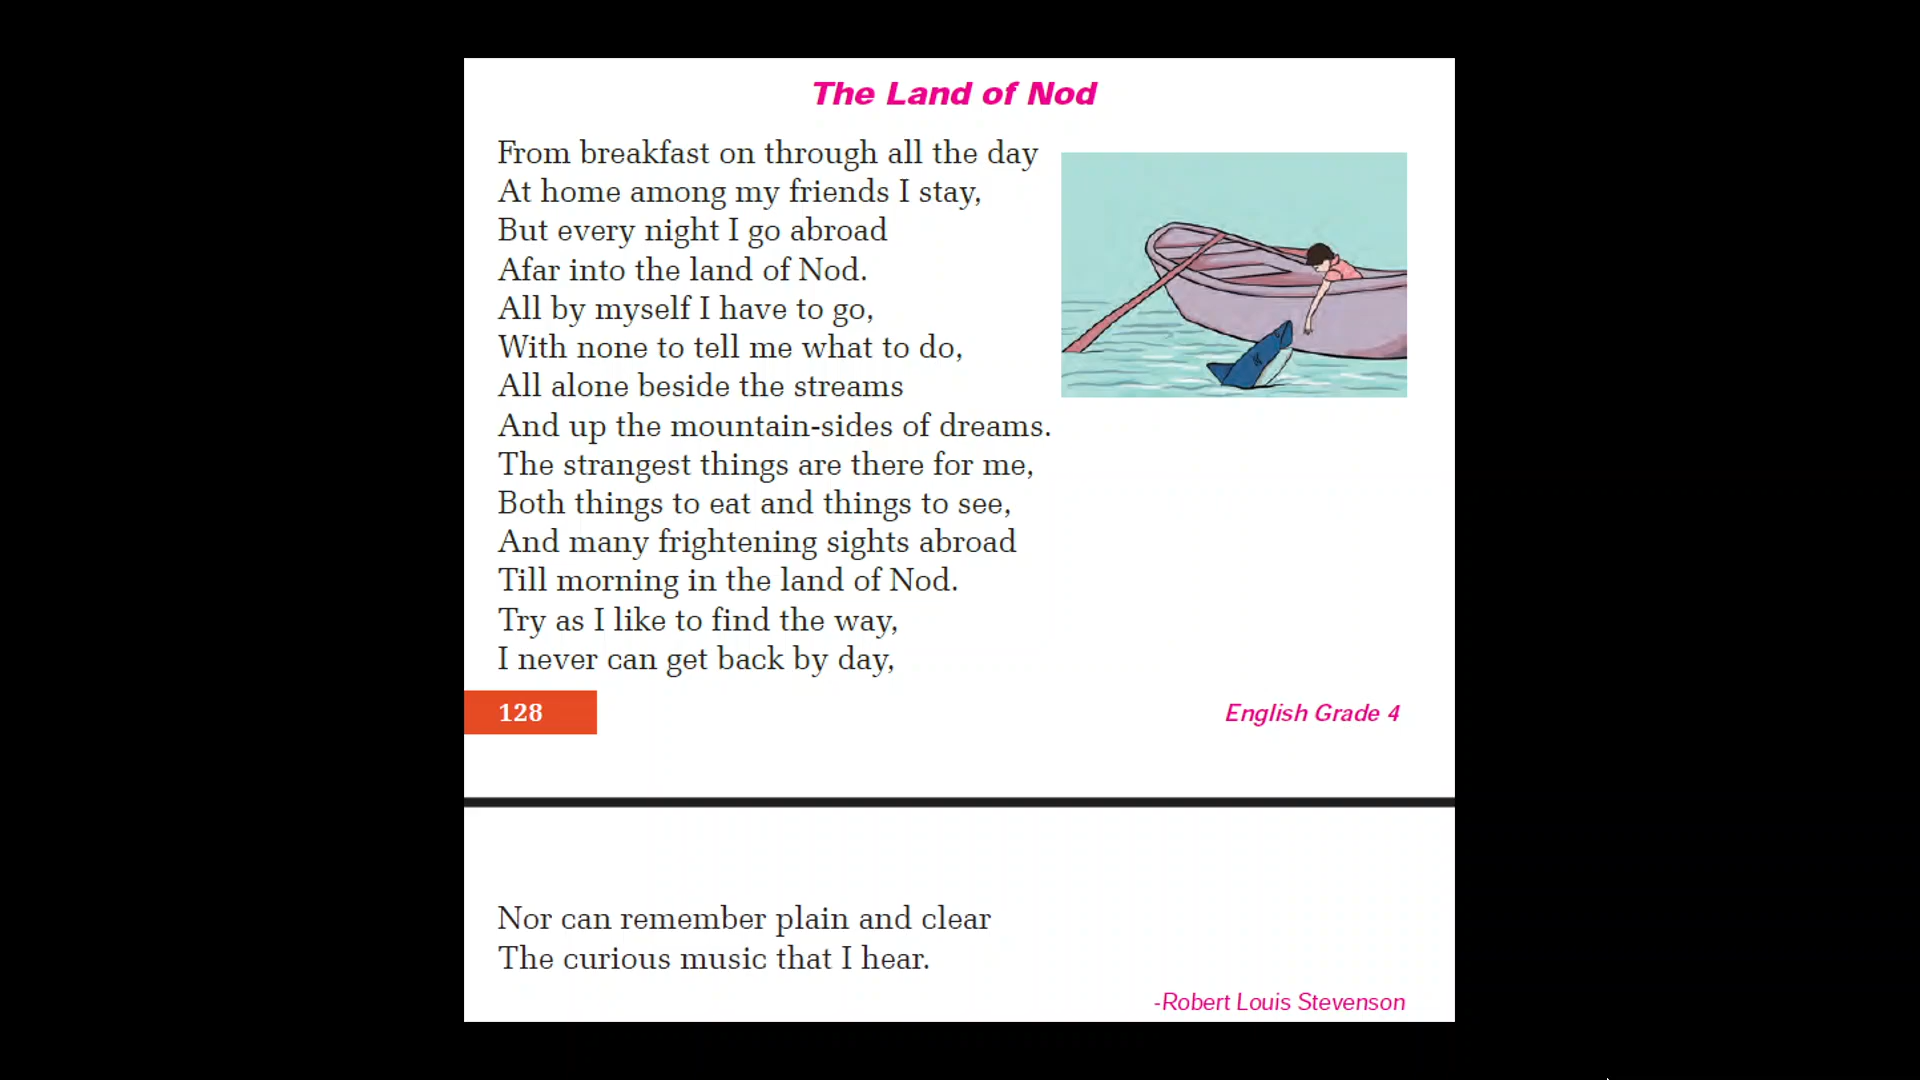 The Land of Nod
From breakfast on through all the day
At home among my friends I stay,
But every night I go abroad
Afar into the land of Nod.
All by myself I have to go,
With none to tell me what to do,
All alone beside the streams
And up the mountain-sides of dreams.
The strangest things are there for me,
Both things to eat and things to see,
And many frightening sights abroad
Till morning in the land of Nod.
Try as I like to find the way,
I never can get back by day,
128
English Grade 4
Nor can remember plain and clear
The curious music that I hear.
-Robert Louis Stevenson